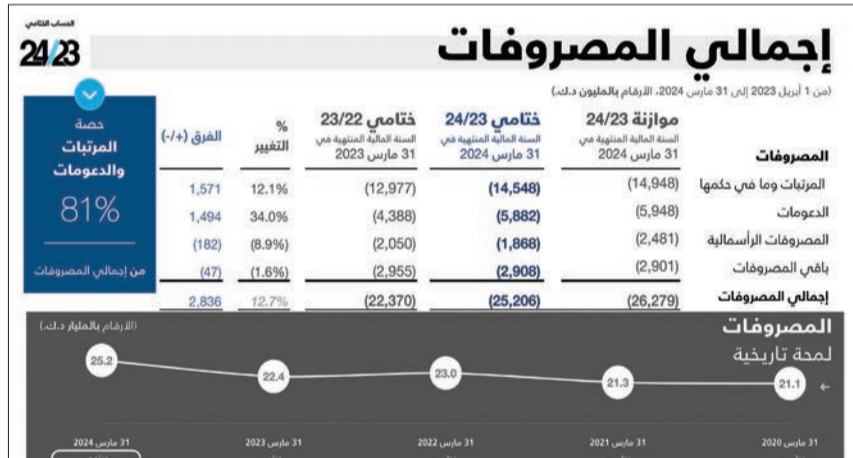 الحساب الختامي
24/23
إجمالي المصروفات
(من 1 أبريل 2023 إلى 31 مارس 2024، الأرقام بالمليون د.ك.)
المصروفات | موازنة 24/23 السنة المالية المنتهية في 31 مارس 2024 | ختامي 24/23 السنة المالية المنتهية في 31 مارس 2024 | ختامي 23/22 السنة المالية المنتهية في 31 مارس 2023 | % التغيير | الفرق (+/-)
المرتبات وما في حكمها | (14,948) | (14,548) | (12,977) | 12.1% | 1,571
الدعومات | (5,948) | (5,882) | (4,388) | 34.0% | 1,494
المصروفات الرأسمالية | (2,481) | (1,868) | (2,050) | (8.9%) | (182)
باقي المصروفات | (2,901) | (2,908) | (2,955) | (1.6%) | (47)
إجمالي المصروفات | (26,279) | (25,206) | (22,370) | 12.7% | 2,836
حصة
المرتبات
والدعومات
81%
من إجمالي المصروفات
المصروفات
لمحة تاريخية
(الأرقام بالمليار د.ك.)
21.1 21.3 23.0 22.4 25.2
31 مارس 2020 31 مارس 2021 31 مارس 2022 31 مارس 2023 31 مارس 2024